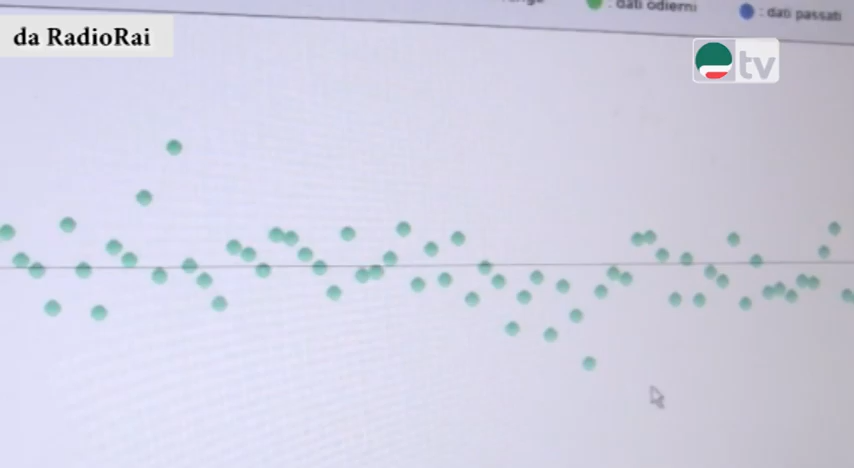 : dati odierni
: dati passati
da RadioRai
tv